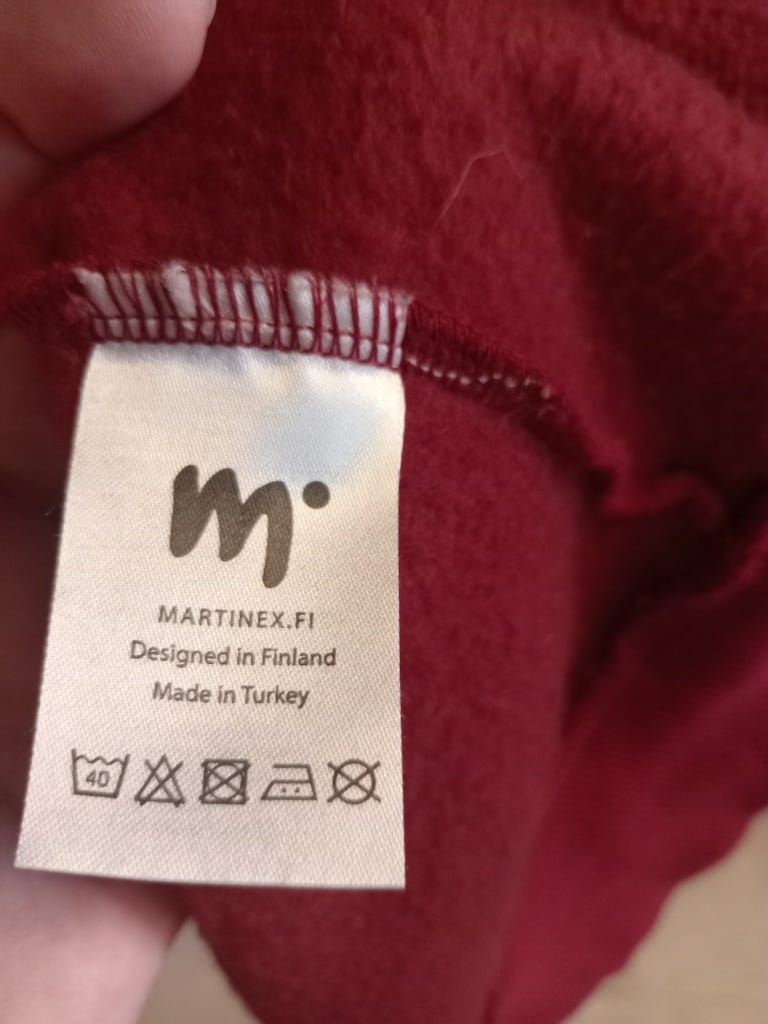 m
MARTINEX.FI
Designed in Finland
Made in Turkey
40